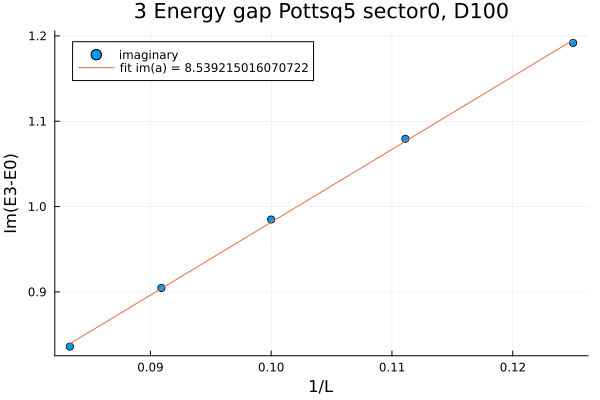 3 Energy gap Pottsq5 sector0, D100
imaginary
fit im(a) = 8.539215016070722
Im(E3-E0)
1.2
1.1
1.0
0.9
0.09
0.10
0.11
0.12
1/L